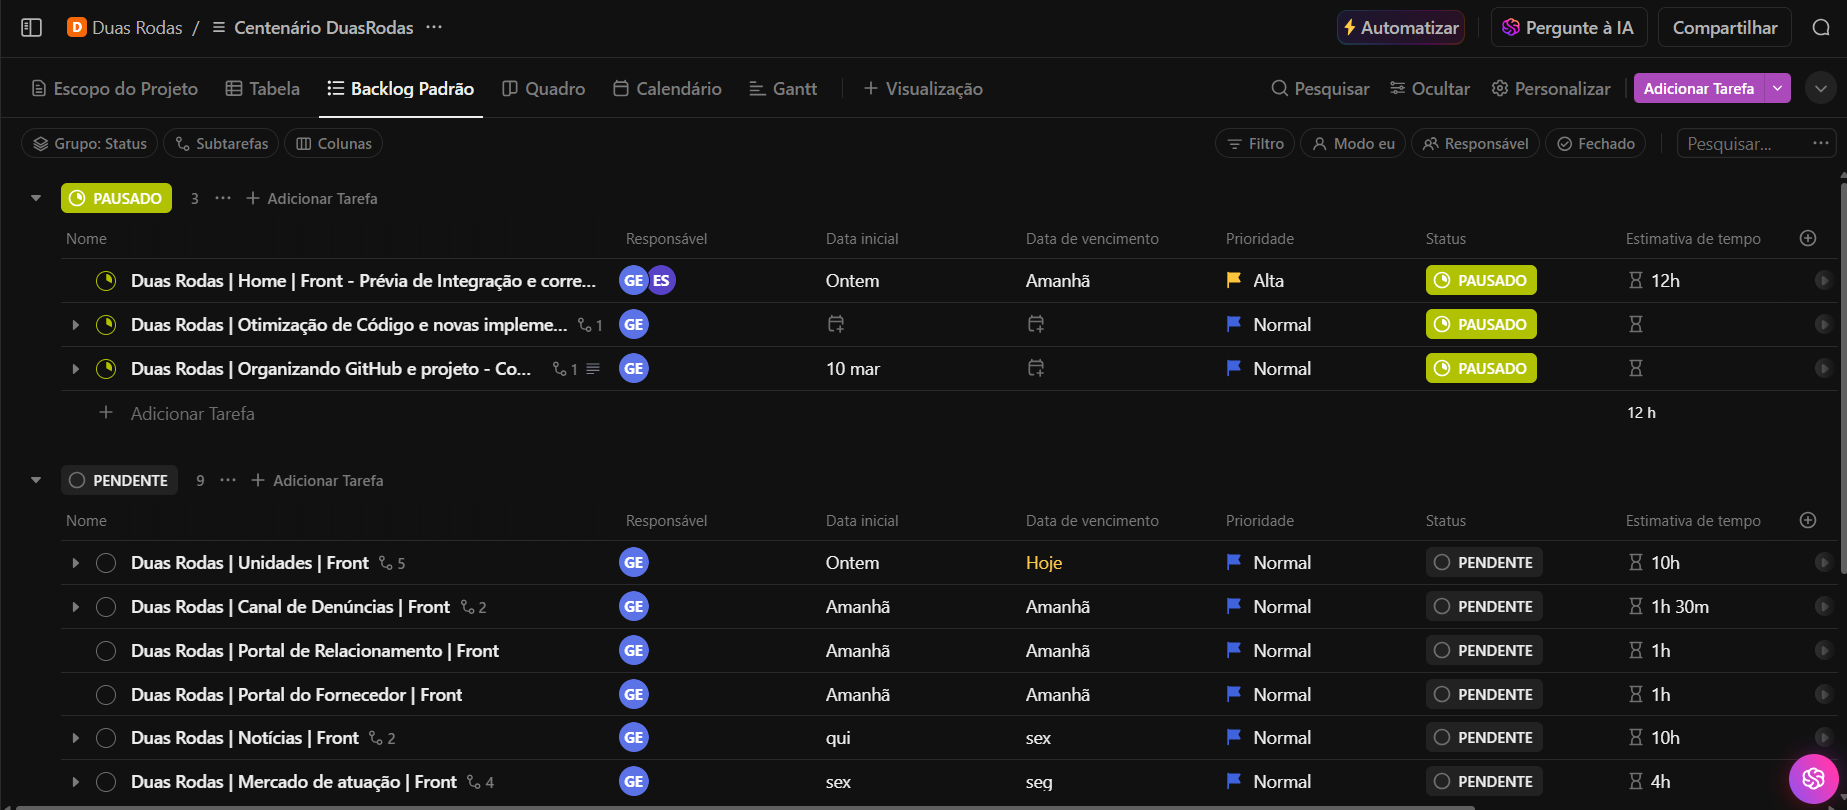 D Duas Rodas / Centenário DuasRodas ...
Automatizar
Pergunte à IA
Compartilhar
Escopo do Projeto
Tabela
Backlog Padrão
Quadro
Calendário
Gantt
+ Visualização
Pesquisar
Ocultar
Personalizar
Adicionar Tarefa
Grupo: Status
Subtarefas
Colunas
Filtro
Modo eu
Responsável
Fechado
Pesquisar... ...
PAUSADO 3 ... + Adicionar Tarefa
Nome Responsável Data inicial Data de vencimento Prioridade Status Estimativa de tempo
Duas Rodas | Home | Front - Prévia de Integração e corre... GE ES Ontem Amanhã Alta PAUSADO 12h
Duas Rodas | Otimização de Código e novas impleme... 1 GE Normal PAUSADO
Duas Rodas | Organizando GitHub e projeto - Co... 1 GE 10 mar Normal PAUSADO
+ Adicionar Tarefa 12 h
PENDENTE 9 ... + Adicionar Tarefa
Nome Responsável Data inicial Data de vencimento Prioridade Status Estimativa de tempo
Duas Rodas | Unidades | Front 5 GE Ontem Hoje Normal PENDENTE 10h
Duas Rodas | Canal de Denúncias | Front 2 GE Amanhã Amanhã Normal PENDENTE 1h 30m
Duas Rodas | Portal de Relacionamento | Front GE Amanhã Amanhã Normal PENDENTE 1h
Duas Rodas | Portal do Fornecedor | Front GE Amanhã Amanhã Normal PENDENTE 1h
Duas Rodas | Notícias | Front 2 GE qui sex Normal PENDENTE 10h
Duas Rodas | Mercado de atuação | Front 4 GE sex seg Normal PENDENTE 4h